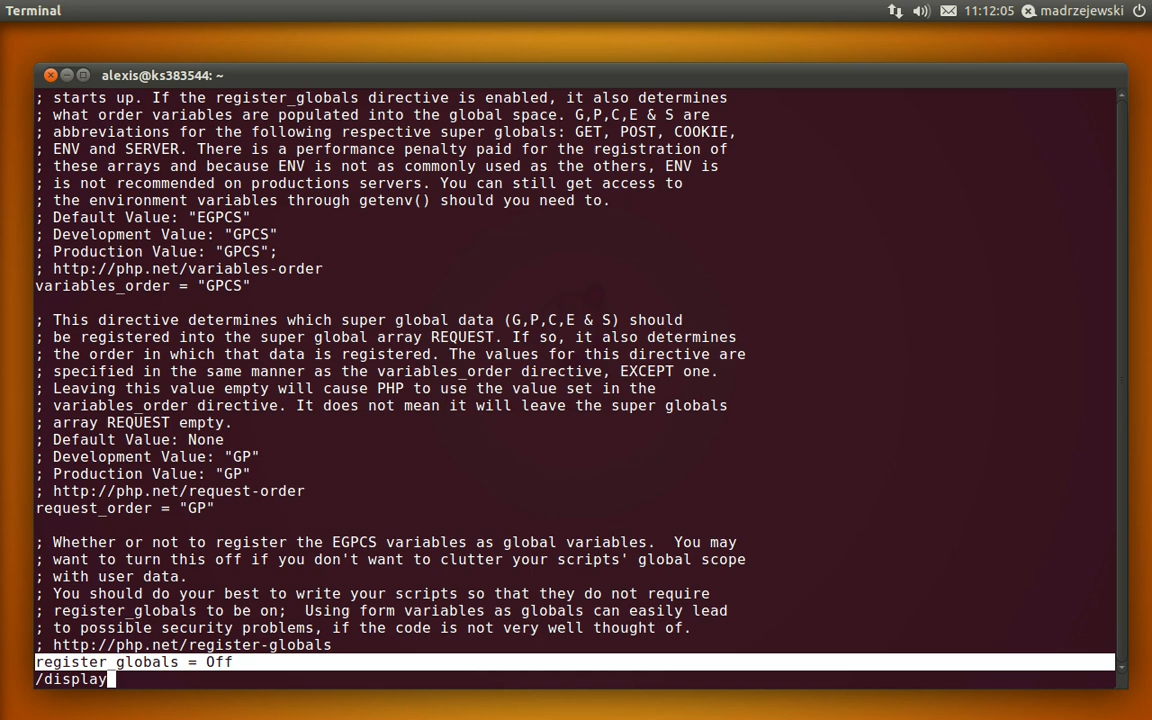 Terminal
11:12:05 madrzejewski
alexis@ks383544: ~
; starts up. If the register_globals directive is enabled, it also determines
; what order variables are populated into the global space. G,P,C,E & S are
; abbreviations for the following respective super globals: GET, POST, COOKIE,
; ENV and SERVER. There is a performance penalty paid for the registration of
; these arrays and because ENV is not as commonly used as the others, ENV is
; is not recommended on productions servers. You can still get access to
; the environment variables through getenv() should you need to.
; Default Value: "EGPCS"
; Development Value: "GPCS"
; Production Value: "GPCS";
; http://php.net/variables-order
variables_order = "GPCS"
; This directive determines which super global data (G,P,C,E & S) should
; be registered into the super global array REQUEST. If so, it also determines
; the order in which that data is registered. The values for this directive are
; specified in the same manner as the variables_order directive, EXCEPT one.
; Leaving this value empty will cause PHP to use the value set in the
; variables_order directive. It does not mean it will leave the super globals
; array REQUEST empty.
; Default Value: None
; Development Value: "GP"
; Production Value: "GP"
; http://php.net/request-order
request_order = "GP"
; Whether or not to register the EGPCS variables as global variables.  You may
; want to turn this off if you don't want to clutter your scripts' global scope
; with user data.
; You should do your best to write your scripts so that they do not require
; register_globals to be on;  Using form variables as globals can easily lead
; to possible security problems, if the code is not very well thought of.
; http://php.net/register-globals
register_globals = Off
/display